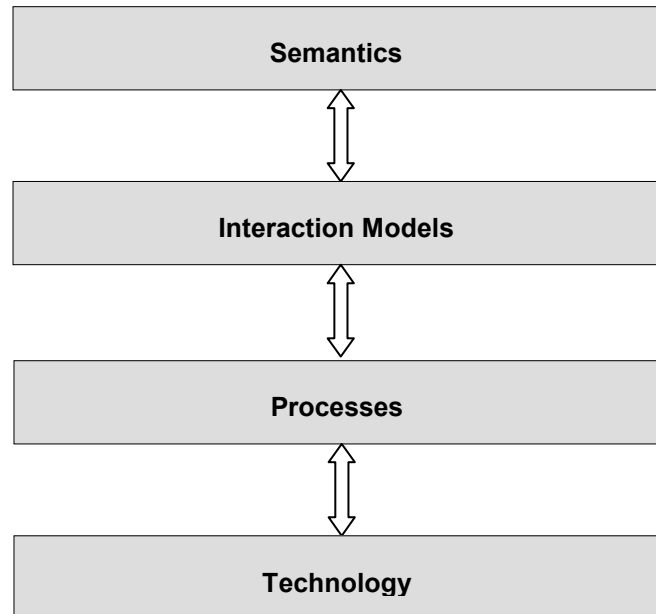 Semantics
Interaction Models
Processes
Technology